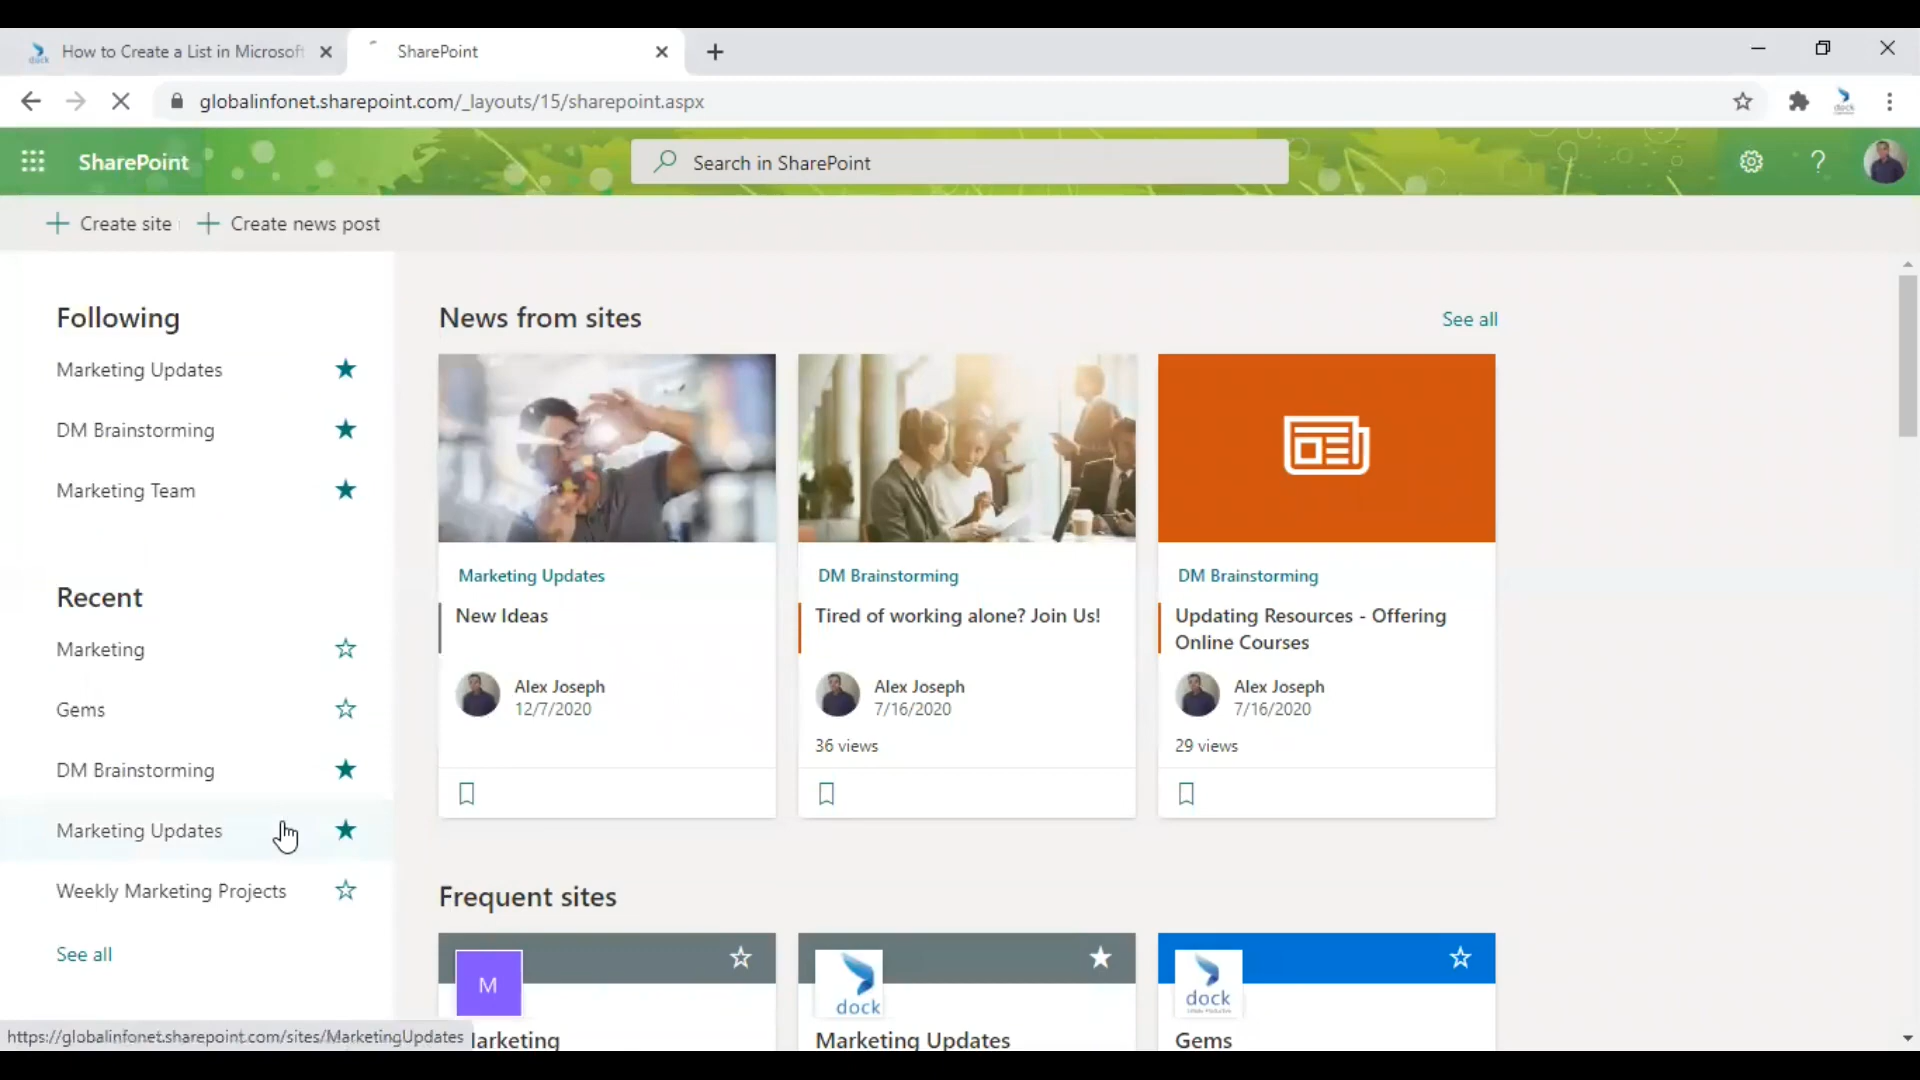 How to Create a List in Microsoft
SharePoint
globalinfonet.sharepoint.com/_layouts/15/sharepoint.aspx
SharePoint
Search in SharePoint
Create site
Create news post
Following
Marketing Updates
DM Brainstorming
Marketing Team
Recent
Marketing
Gems
DM Brainstorming
Marketing Updates
Weekly Marketing Projects
See all
News from sites
See all
Marketing Updates
New Ideas
Alex Joseph
12/7/2020
DM Brainstorming
Tired of working alone? Join Us!
Alex Joseph
7/16/2020
36 views
DM Brainstorming
Updating Resources - Offering
Online Courses
Alex Joseph
7/16/2020
29 views
Frequent sites
M
arketing
dock
Marketing Updates
dock
Gems
https://globalinfonet.sharepoint.com/sites/MarketingUpdates